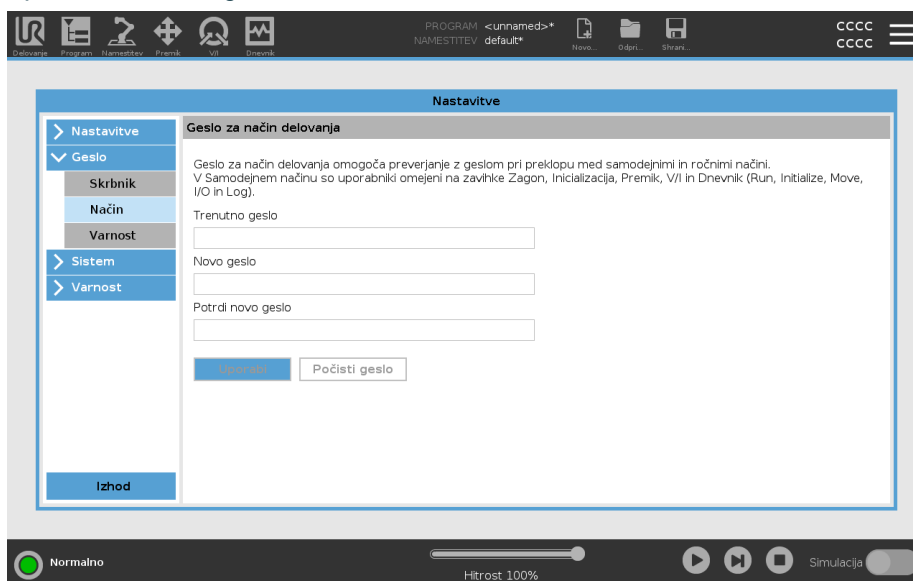 PROGRAM <unnamed>*
NAMESTITEV default*
Delovanje Program Namestitev Premik V/I Dnevnik Novo... Odpri... Shrani...
CCCC
CCCC
Nastavitve
Nastavitve
Geslo
Skrbnik
Način
Varnost
Sistem
Varnost
Izhod
Geslo za način delovanja
Geslo za način delovanja omogoča preverjanje z geslom pri preklopu med samodejnimi in ročnimi načini.
V Samodejnem načinu so uporabniki omejeni na zavihke Zagon, Inicializacija, Premik, V/I in Dnevnik (Run, Initialize, Move,
I/O in Log).
Trenutno geslo
Novo geslo
Potrdi novo geslo
Uporabi Počisti geslo
Normalno
Hitrost 100%
Simulacija